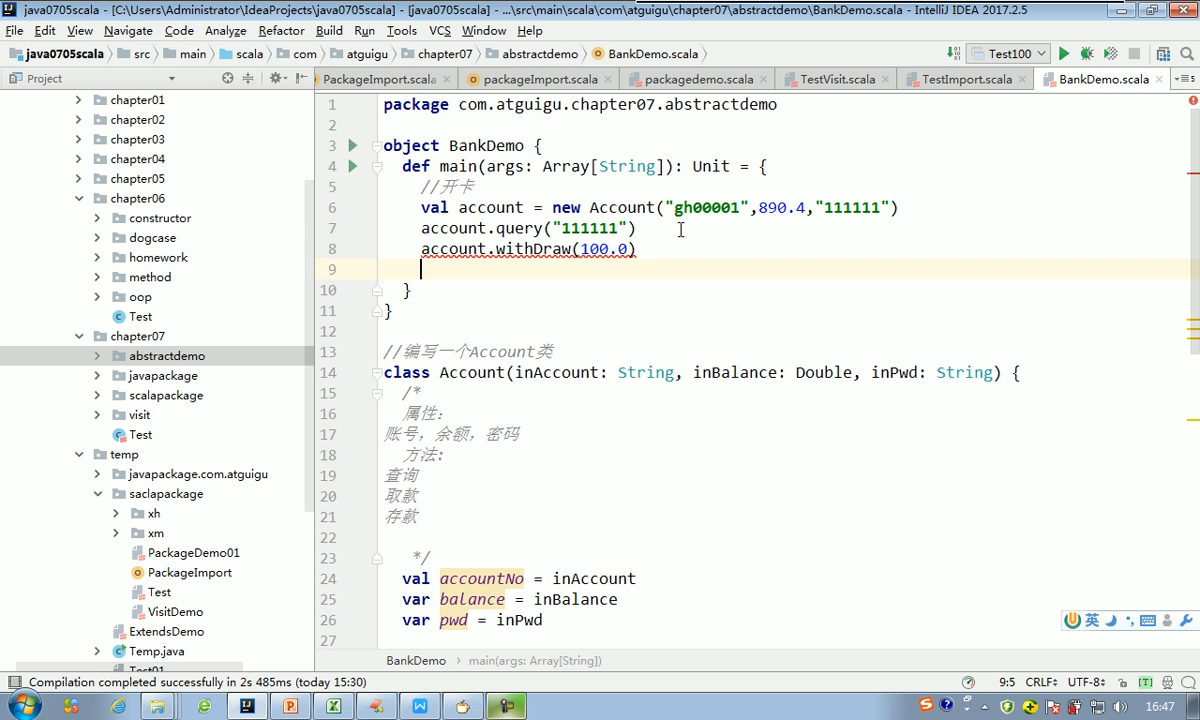 java0705scala - [C:\Users\Administrator\IdeaProjects\java0705scala] - [java0705scala] - ...\src\main\scala\com\atguigu\chapter07\abstractdemo\BankDemo.scala - IntelliJ IDEA 2017.2.5
File Edit View Navigate Code Analyze Refactor Build Run Tools VCS Window Help
java0705scala src main scala com atguigu chapter07 abstractdemo BankDemo.scala Test100
Project
PackageImport.scala packageImport.scala packagedemo.scala TestVisit.scala TestImport.scala BankDemo.scala
chapter01
chapter02
chapter03
chapter04
chapter05
chapter06
constructor
dogcase
homework
method
oop
Test
chapter07
abstractdemo
javapackage
scalapackage
visit
Test
temp
javapackage.com.atguigu
saclapackage
xh
xm
PackageDemo01
PackageImport
Test
VisitDemo
ExtendsDemo
Temp.java
Test01
1 package com.atguigu.chapter07.abstractdemo
2
3 object BankDemo {
4 def main(args: Array[String]): Unit = {
5 //开卡
6 val account = new Account("gh00001",890.4,"111111")
7 account.query("111111")
8 account.withDraw(100.0)
9
10 }
11 }
12
13 //编写一个Account类
14 class Account(inAccount: String, inBalance: Double, inPwd: String) {
15 /*
16 属性：
17 账号，余额，密码
18 方法:
19 查询
20 取款
21 存款
22
23 */
24 val accountNo = inAccount
25 var balance = inBalance
26 var pwd = inPwd
27
BankDemo main(args: Array[String])
Compilation completed successfully in 2s 485ms (today 15:30)
9:5 CRLF UTF-8
英
16:47